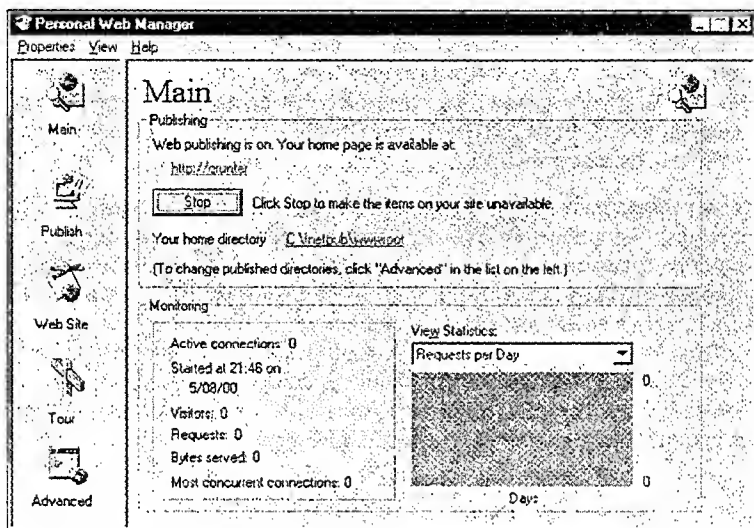 Personal Web Manager
Properties View Help
Main
Publish
Web Site
Tour
Advanced
Main
Publishing
Web publishing is on. Your home page is available at:
http://grunter
Stop
Click Stop to make the items on your site unavailable.
Your home directory C:\Inetpub\wwwroot
(To change published directories, click "Advanced" in the list on the left.)
Monitoring
Active connections: 0
Started at 21:46 on
5/08/00
Visitors: 0
Requests: 0
Bytes served: 0
Most concurrent connections: 0
View Statistics:
Requests per Day
0
0
Days